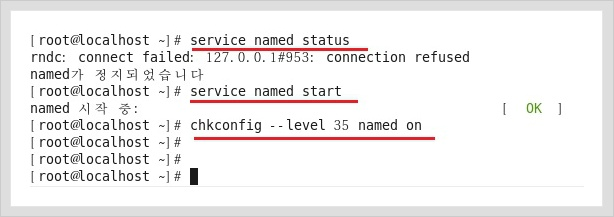 [root@localhost ~]# service named status
rndc: connect failed: 127.0.0.1#953: connection refused
named가 정지되었습니다
[root@localhost ~]# service named start
named 시작 중: [ OK ]
[root@localhost ~]# chkconfig --level 35 named on
[root@localhost ~]#
[root@localhost ~]#
[root@localhost ~]#